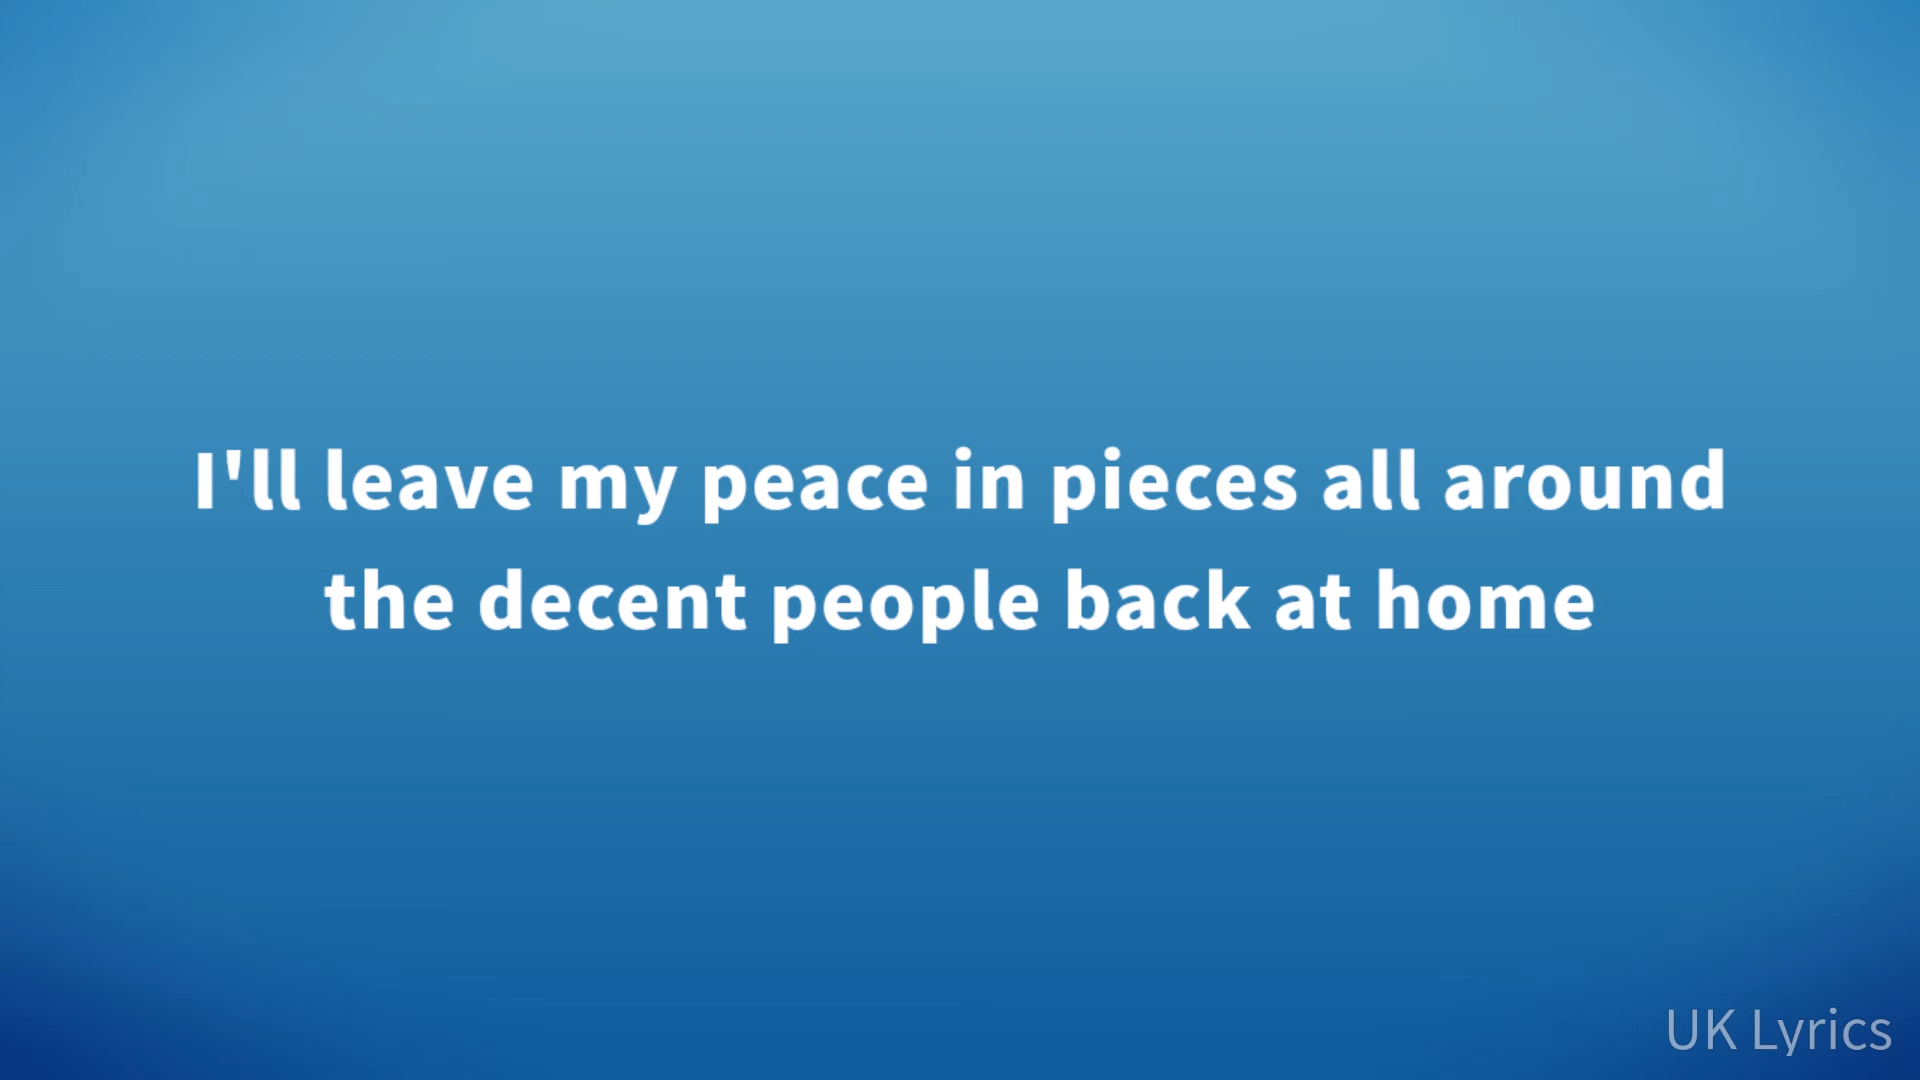 I'll leave my peace in pieces all around
the decent people back at home
UK Lyrics